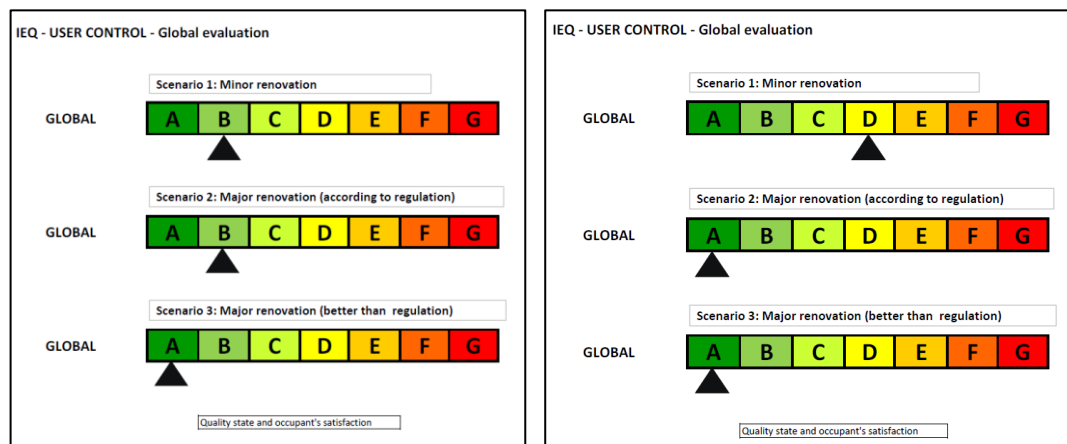 IEQ - USER CONTROL - Global evaluation
Scenario 1: Minor renovation
GLOBAL A B C D E F G
Scenario 2: Major renovation (according to regulation)
GLOBAL A B C D E F G
Scenario 3: Major renovation (better than  regulation)
GLOBAL A B C D E F G
Quality state and occupant's satisfaction
IEQ - USER CONTROL - Global evaluation
Scenario 1: Minor renovation
GLOBAL A B C D E F G
Scenario 2: Major renovation (according to regulation)
GLOBAL A B C D E F G
Scenario 3: Major renovation (better than  regulation)
GLOBAL A B C D E F G
Quality state and occupant's satisfaction